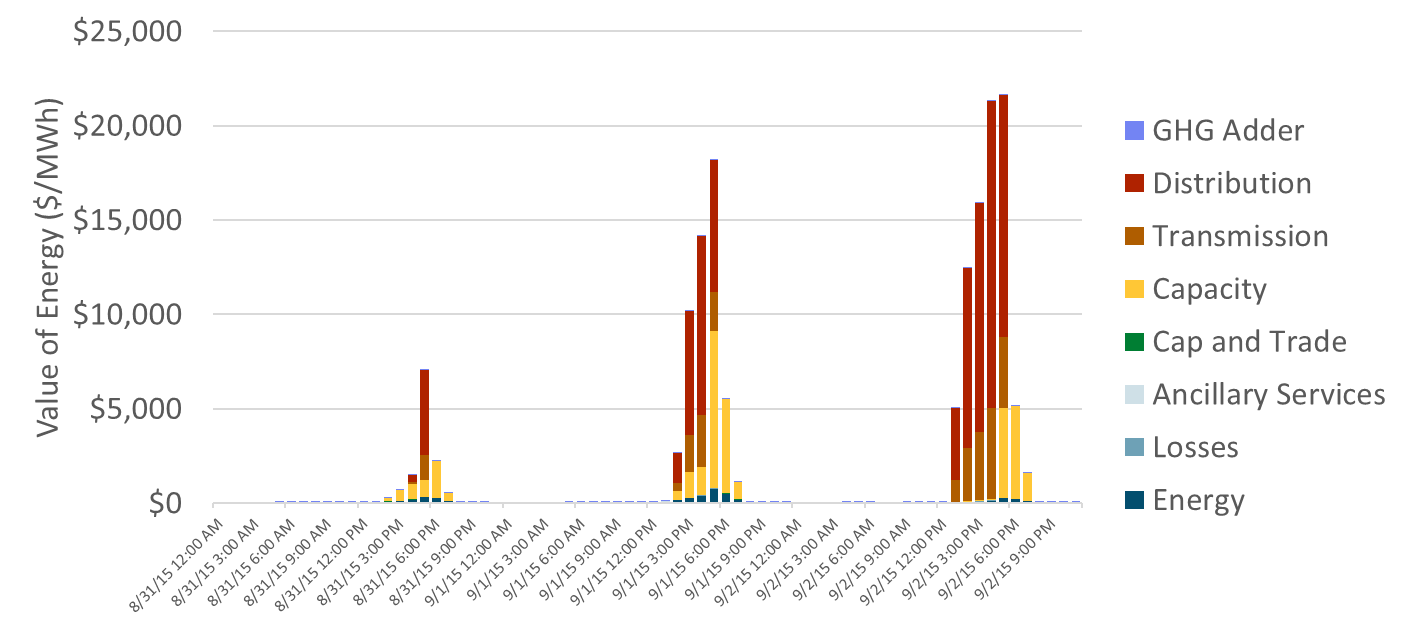 Value of Energy ($/MWh)
$25,000
$20,000
$15,000
$10,000
$5,000
$0
8/31/15 12:00 AM
8/31/15 3:00 AM
8/31/15 6:00 AM
8/31/15 9:00 AM
8/31/15 12:00 PM
8/31/15 3:00 PM
8/31/15 6:00 PM
8/31/15 9:00 PM
9/1/15 12:00 AM
9/1/15 3:00 AM
9/1/15 6:00 AM
9/1/15 9:00 AM
9/1/15 12:00 PM
9/1/15 3:00 PM
9/1/15 6:00 PM
9/1/15 9:00 PM
9/2/15 12:00 AM
9/2/15 3:00 AM
9/2/15 6:00 AM
9/2/15 9:00 AM
9/2/15 12:00 PM
9/2/15 3:00 PM
9/2/15 6:00 PM
9/2/15 9:00 PM
GHG Adder
Distribution
Transmission
Capacity
Cap and Trade
Ancillary Services
Losses
Energy